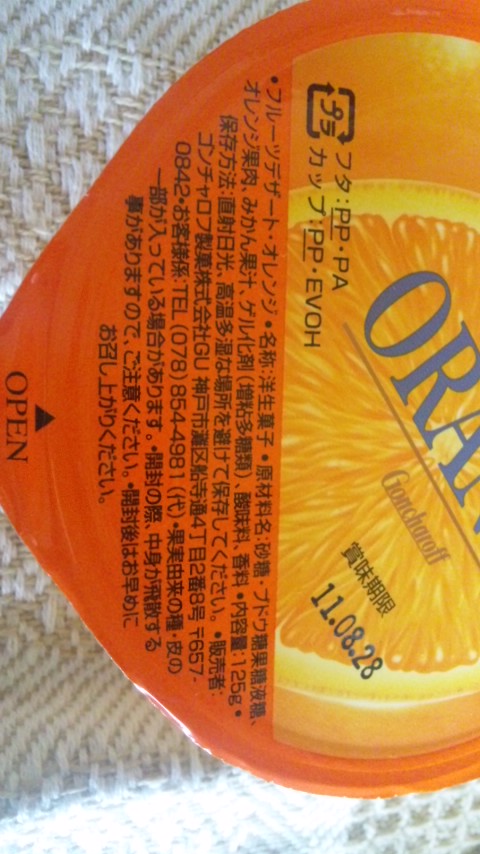 プラ
フタ:PP・PA
カップ:PP・EVOH
ORAN
Goncharoff
賞味期限
11.08.28
•フルーツデザート・オレンジ•名称:洋生菓子•原材料名:砂糖・ブドウ糖果糖液糖、
オレンジ果肉、みかん果汁、ゲル化剤(増粘多糖類)、酸味料、香料•内容量:125g•
保存方法:直射日光、高温多湿な場所を避けて保存してください。•販売者:
ゴンチャロフ製菓株式会社GU 神戸市灘区船寺通4丁目2番8号 〒657-
0842•お客様係:TEL(078)854-4981(代)•果実由来の種・皮の
一部が入っている場合があります。•開封の際、中身が飛散する
事がありますので、ご注意ください。•開封後はお早めに
お召し上がりください。
OPEN